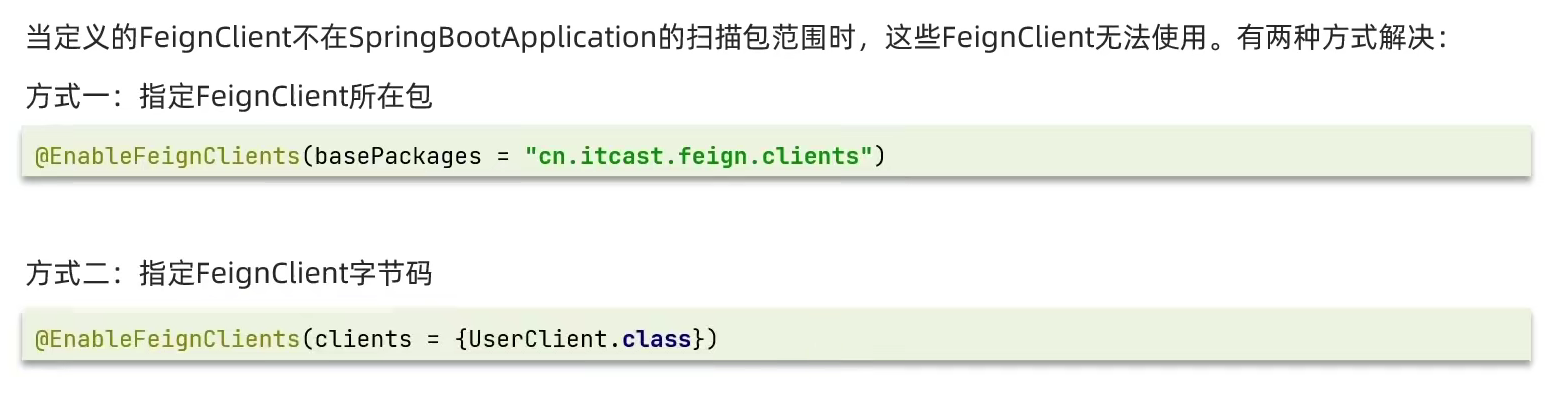 当定义的FeignClient不在SpringBootApplication的扫描包范围时，这些FeignClient无法使用。有两种方式解决：
方式一：指定FeignClient所在包
@EnableFeignClients(basePackages = "cn.itcast.feign.clients")
方式二：指定FeignClient字节码
@EnableFeignClients(clients = {UserClient.class})